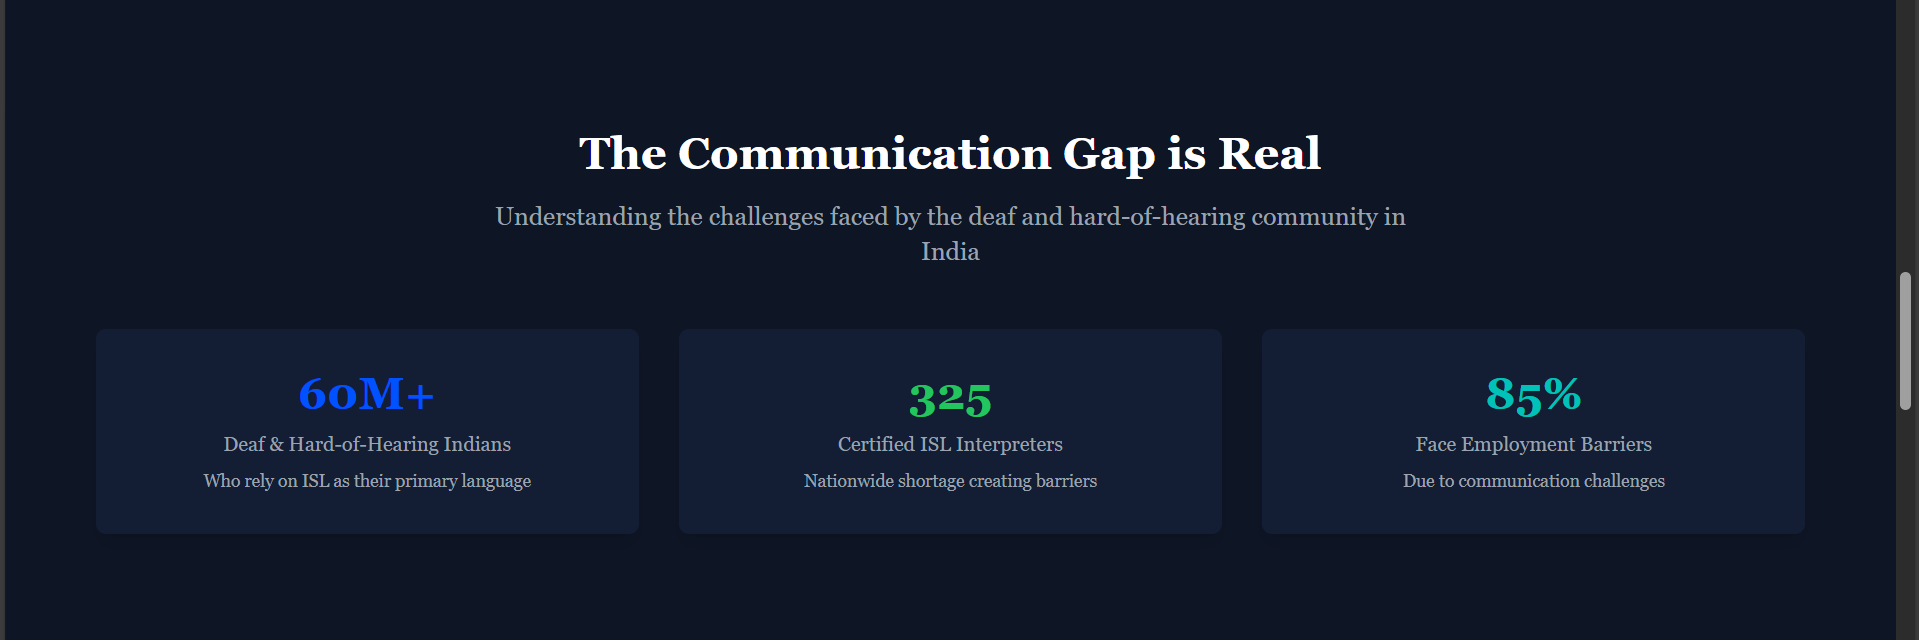 The Communication Gap is Real
Understanding the challenges faced by the deaf and hard-of-hearing community in
India
60M+
Deaf & Hard-of-Hearing Indians
Who rely on ISL as their primary language
325
Certified ISL Interpreters
Nationwide shortage creating barriers
85%
Face Employment Barriers
Due to communication challenges